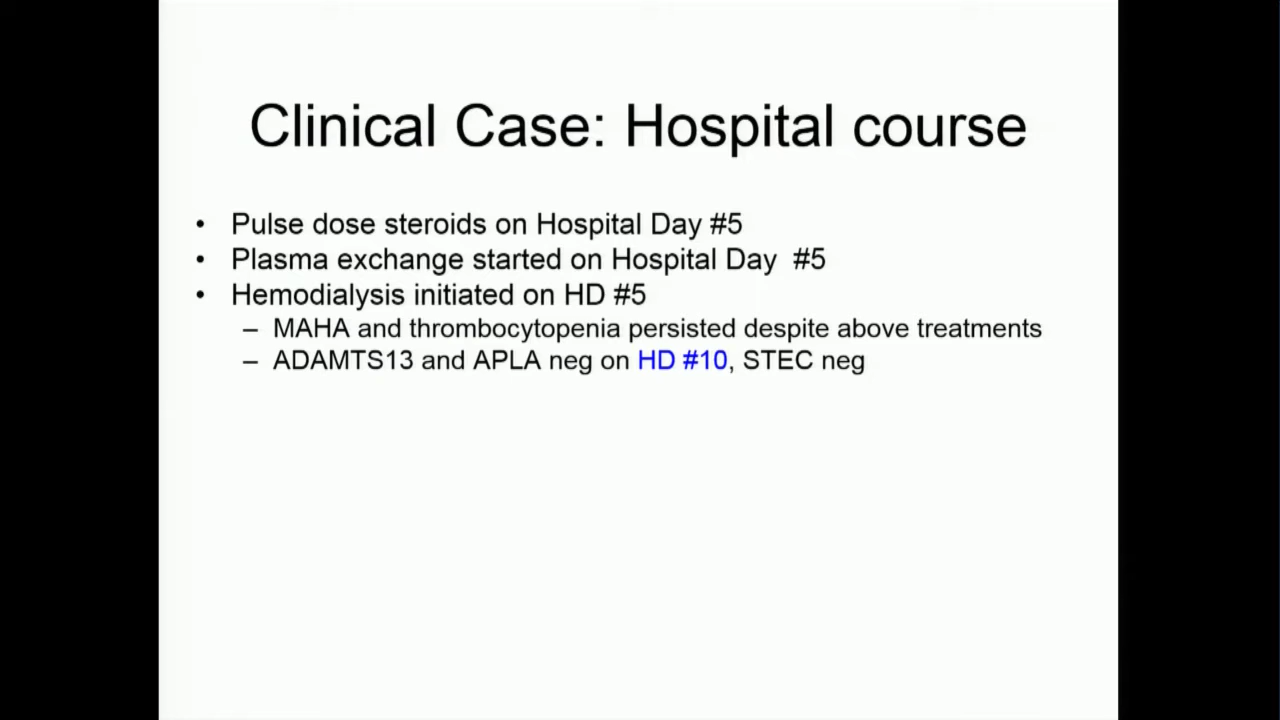 Clinical Case: Hospital course
• Pulse dose steroids on Hospital Day #5
• Plasma exchange started on Hospital Day #5
• Hemodialysis initiated on HD #5
– MAHA and thrombocytopenia persisted despite above treatments
– ADAMTS13 and APLA neg on HD #10, STEC neg